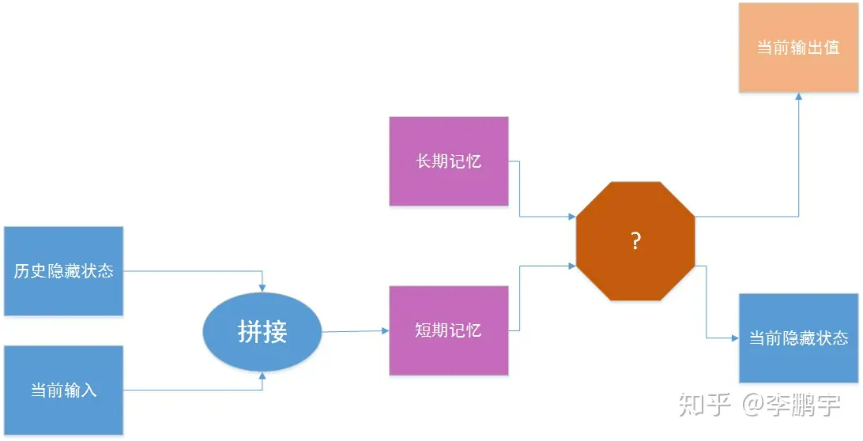 当前输出值
长期记忆
?
历史隐藏状态
拼接
短期记忆
当前隐藏状态
当前输入
知乎 @李鹏宇